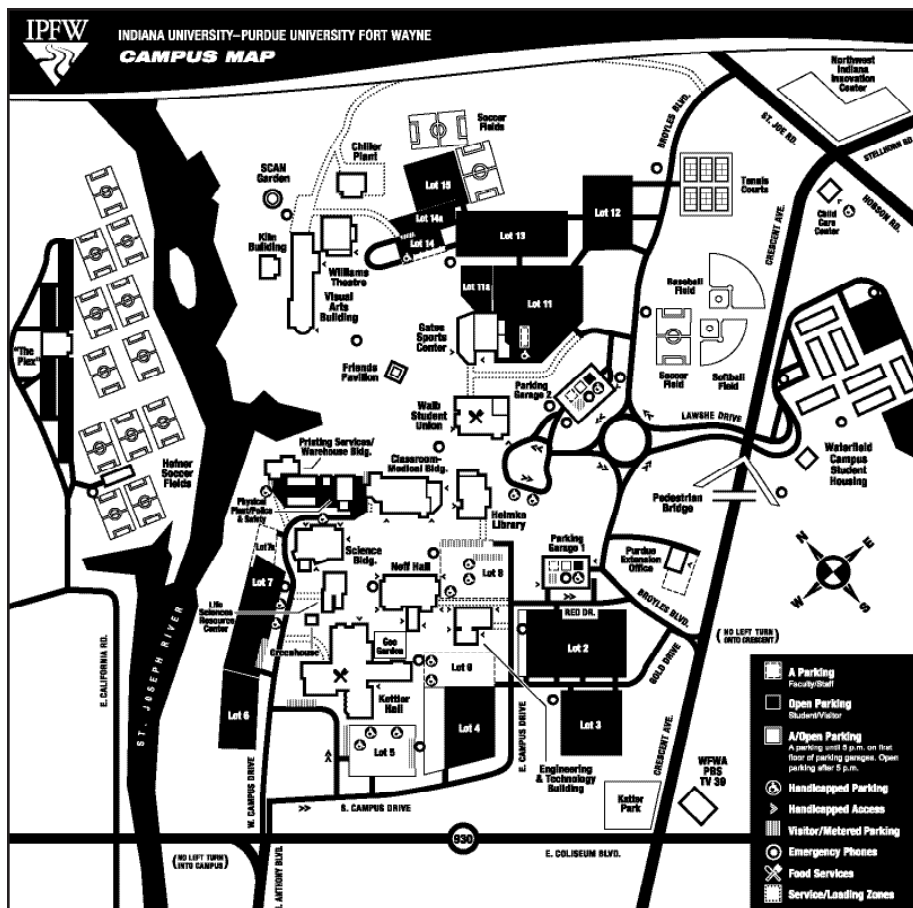 IPFW
INDIANA UNIVERSITY–PURDUE UNIVERSITY FORT WAYNE
CAMPUS MAP
Northwest
Indiana
Innovation
Center
BROYLES BLVD.
ST. JOE RD.
STELLHORN RD
HOBSON RD.
CRESCENT AVE.
Soccer
Fields
Chiller
Plant
SCAN
Garden
Lot 15
Lot 14a
Lot 14
Lot 13
Lot 12
Tennis
Courts
Child
Care
Center
Kiln
Building
Williams
Theatre
Visual
Arts
Building
Lot 11a
Lot 11
Baseball
Field
Gates
Sports
Center
"The
Plex"
Friends
Pavilion
Parking
Garage 2
Soccer
Field
Softball
Field
Walb
Student
Union
LAWSHE DRIVE
Printing Services/
Warehouse Bldg.
Classroom–
Medical Bldg.
Waterfield
Campus
Student
Housing
Hefner
Soccer
Fields
Physical
Plant/Police
& Safety
Helmke
Library
Pedestrian
Bridge
Lot 7a
Science
Bldg.
Neff Hall
Lot 8
Parking
Garage 1
Purdue
Extension
Office
N
E
W
S
Lot 7
Life
Sciences
Resource
Center
RED DR.
BROYLES BLVD.
(NO LEFT TURN
ONTO CRESCENT)
Greenhouse
Geo
Garden
Lot 2
GOLD DRIVE
ST. JOSEPH RIVER
E. CALIFORNIA RD.
Lot 9
Kettler
Hall
Lot 6
Lot 5
Lot 4
Lot 3
E. CAMPUS DRIVE
CRESCENT AVE.
W. CAMPUS DRIVE
Engineering
& Technology
Building
WFWA
PBS
TV 39
Ketter
Park
S. CAMPUS DRIVE
930
E. COLISEUM BLVD.
(NO LEFT TURN
INTO CAMPUS)
ANTHONY BLVD.
A Parking
Faculty/Staff
Open Parking
Student/Visitor
A/Open Parking
A parking until 5 p.m. on first
floor of parking garages. Open
parking after 5 p.m.
Handicapped Parking
Handicapped Access
Visitor/Metered Parking
Emergency Phones
Food Services
Service/Loading Zones